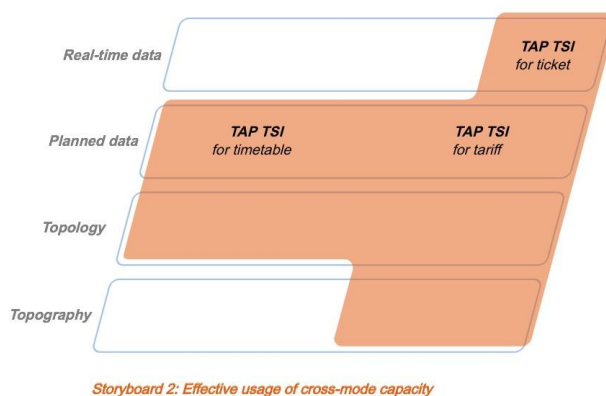 Real-time data
TAP TSI
for ticket
Planned data
TAP TSI
for timetable
TAP TSI
for tariff
Topology
Topography
Storyboard 2: Effective usage of cross-mode capacity